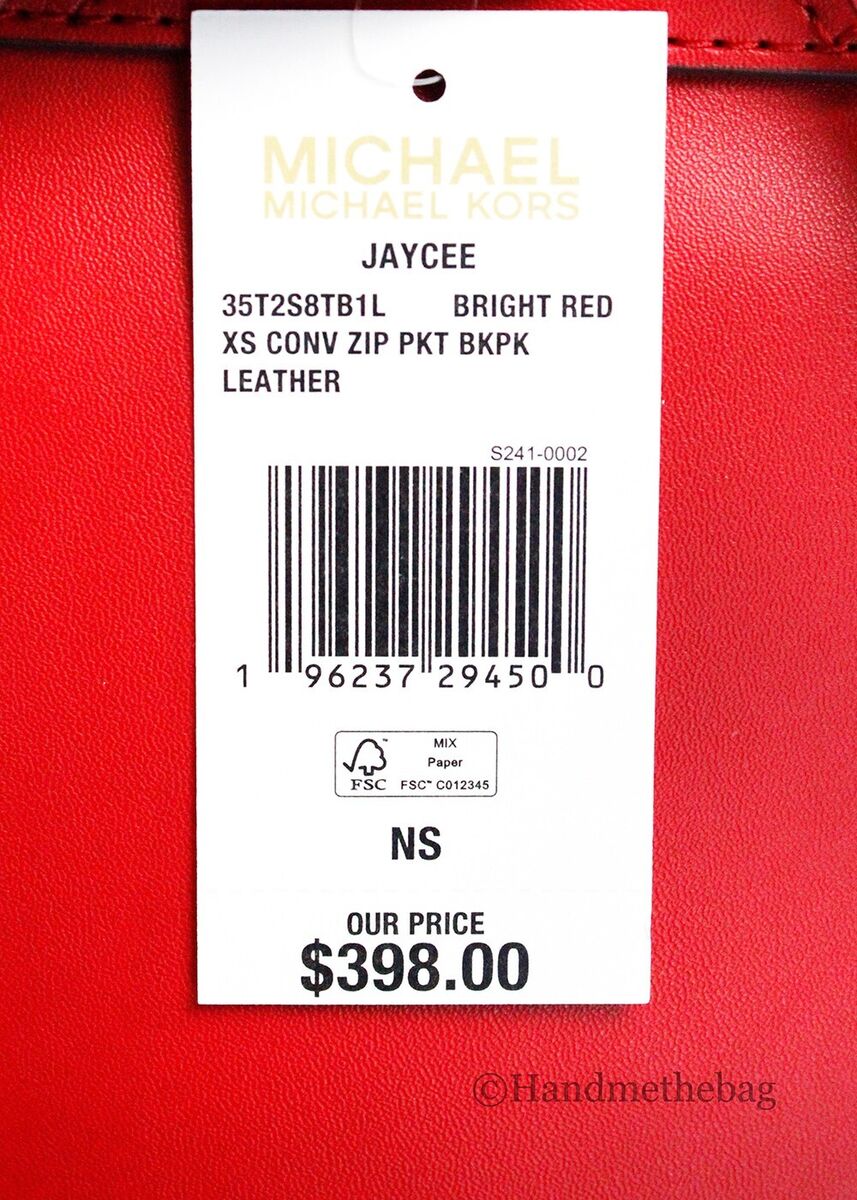 MICHAEL
MICHAEL KORS
JAYCEE
35T2S8TB1L BRIGHT RED
XS CONV ZIP PKT BKPK
LEATHER
S241-0002
1 96237 29450 0
FSC™
MIX
Paper
FSC™ C012345
NS
OUR PRICE
$398.00
©Handmethebag